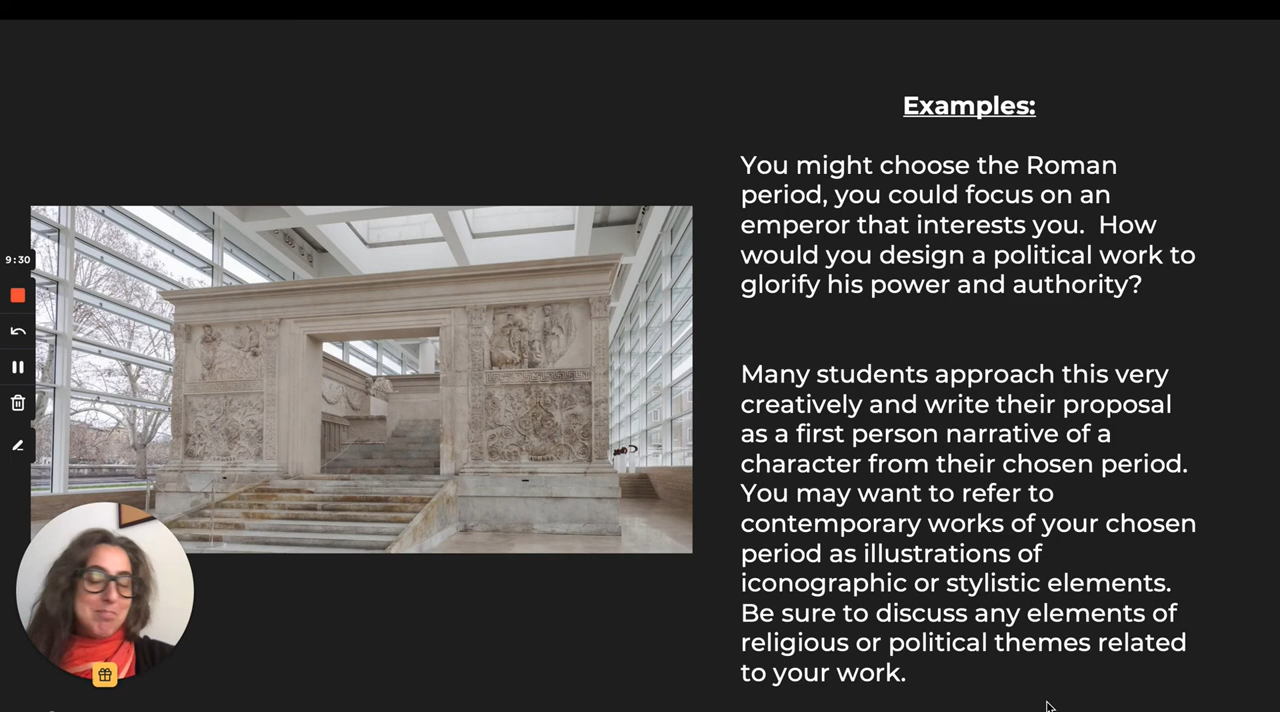 Examples:
You might choose the Roman
period, you could focus on an
emperor that interests you.  How
would you design a political work to
glorify his power and authority?
9:30
Many students approach this very
creatively and write their proposal
as a first person narrative of a
character from their chosen period.
You may want to refer to
contemporary works of your chosen
period as illustrations of
iconographic or stylistic elements.
Be sure to discuss any elements of
religious or political themes related
to your work.